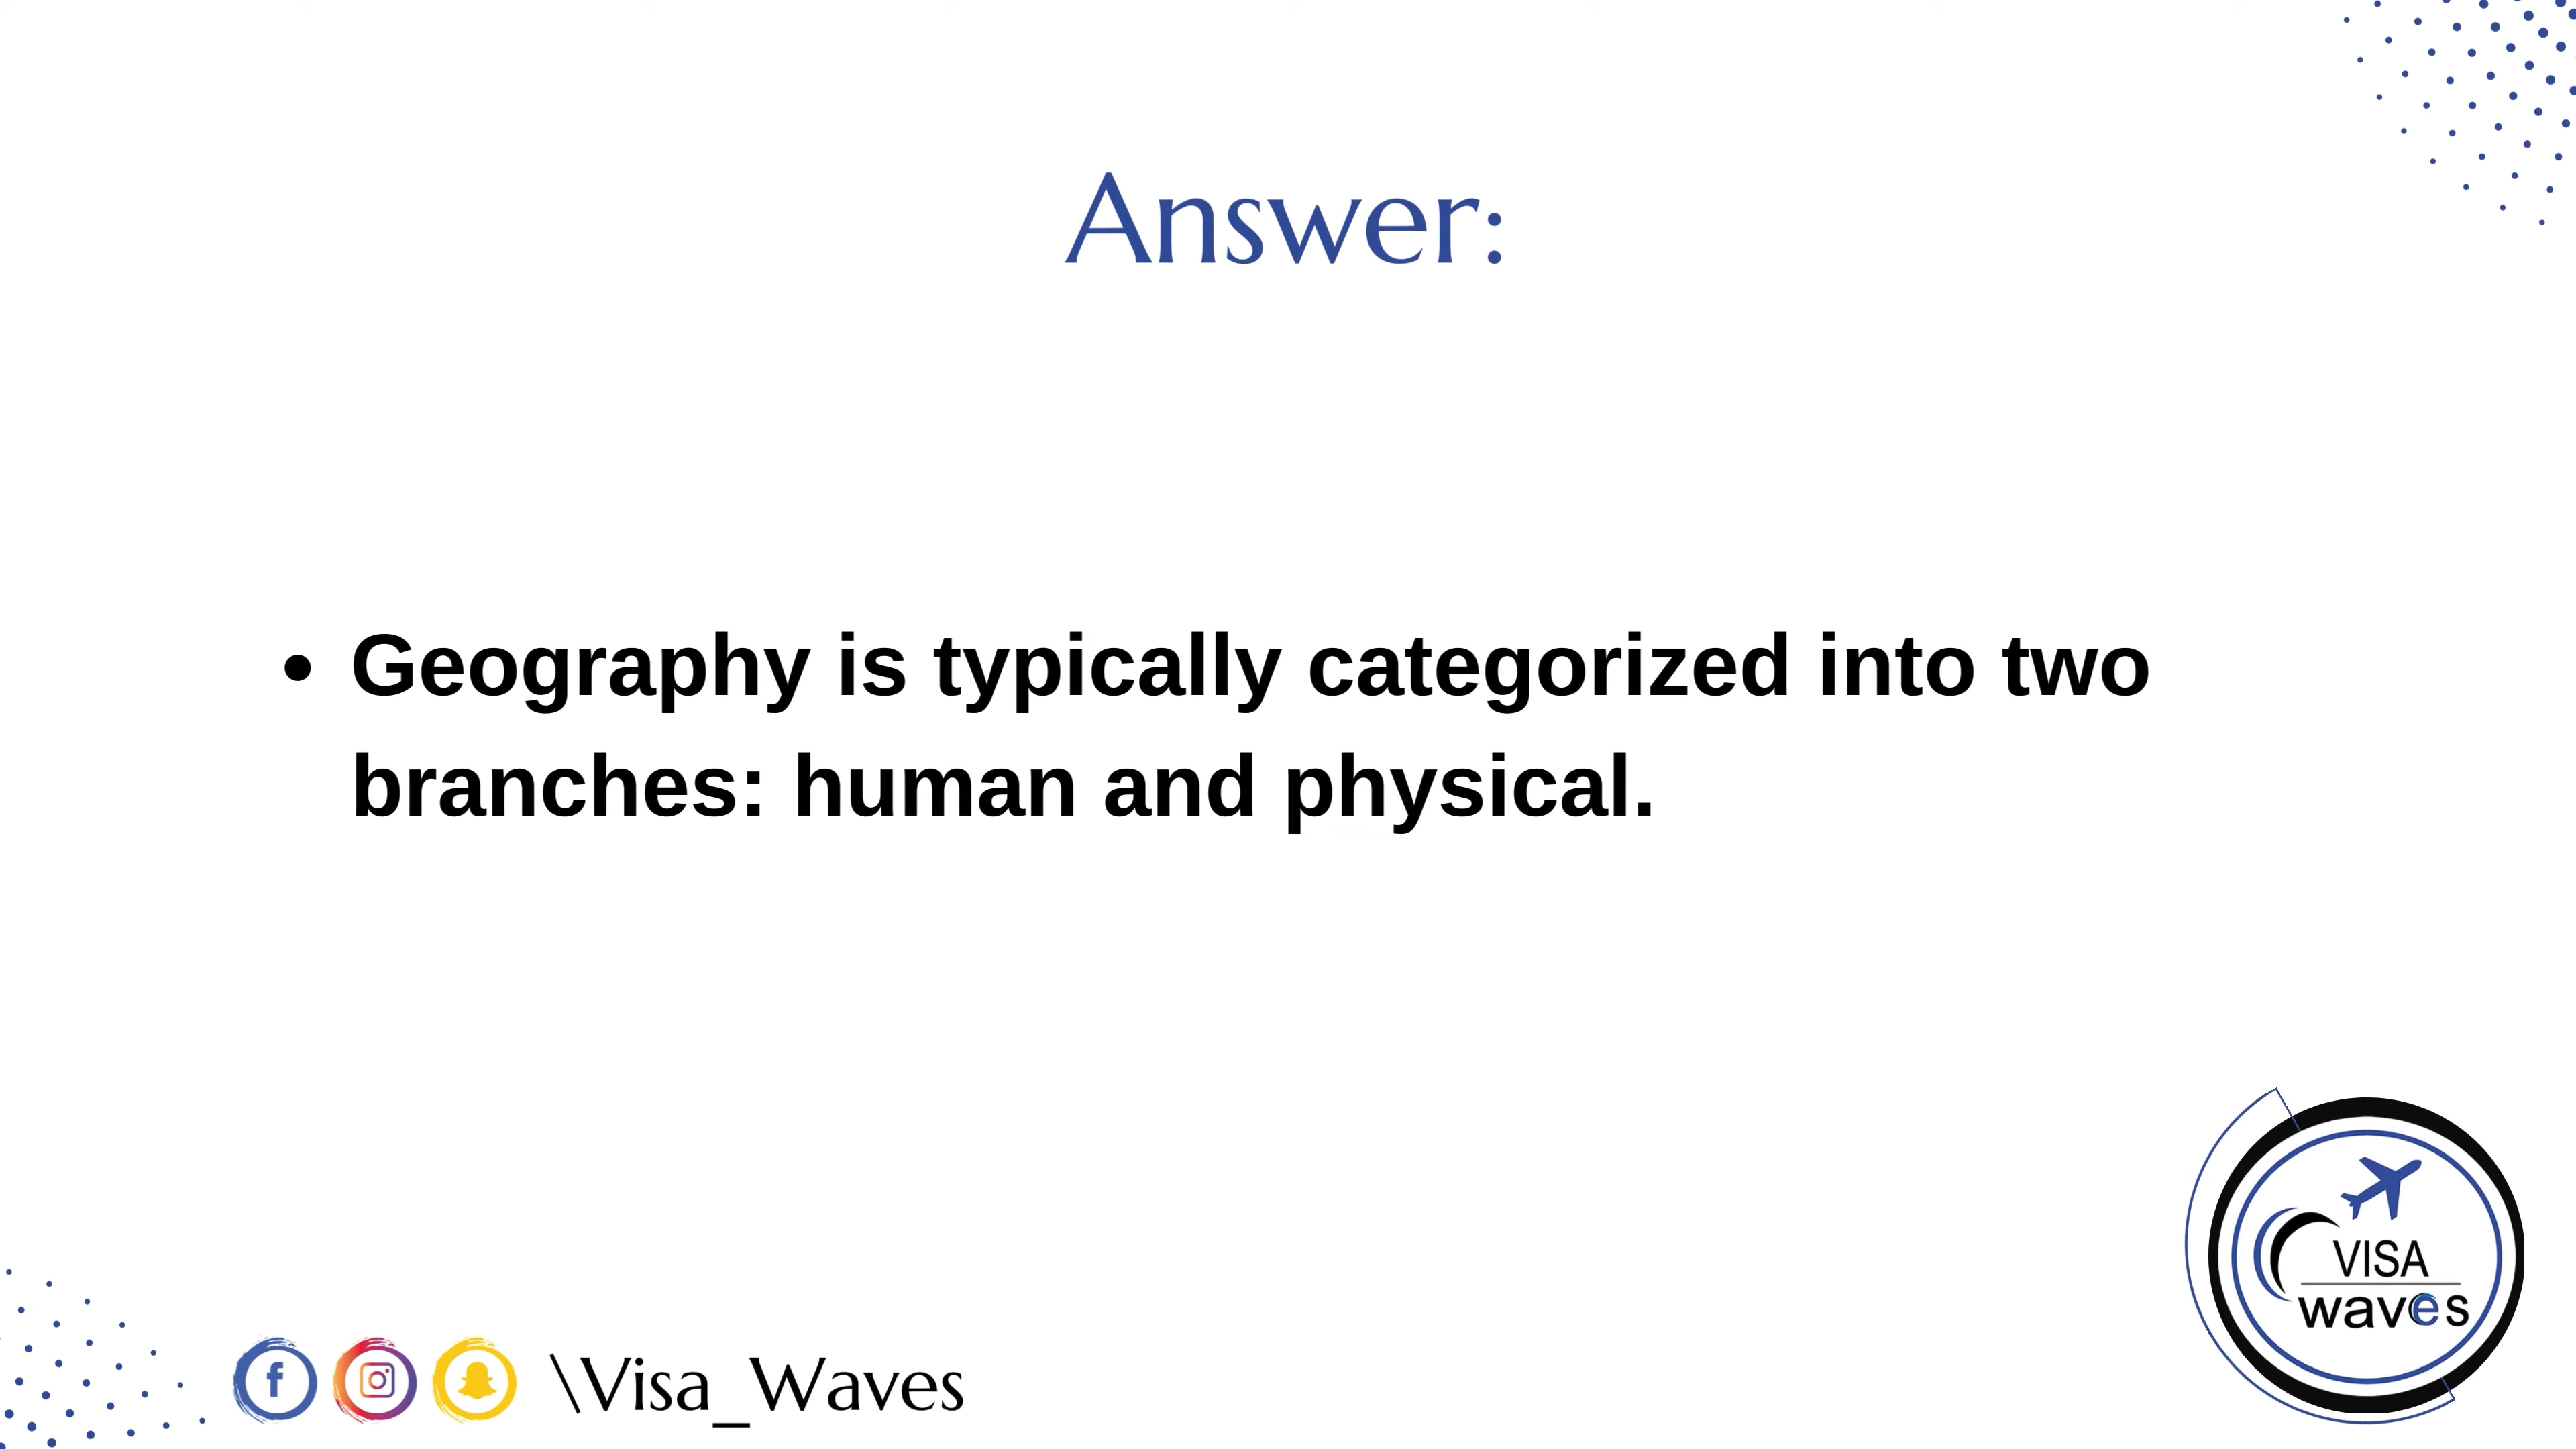 Answer:
• Geography is typically categorized into two
branches: human and physical.
VISA
waves
\Visa_Waves